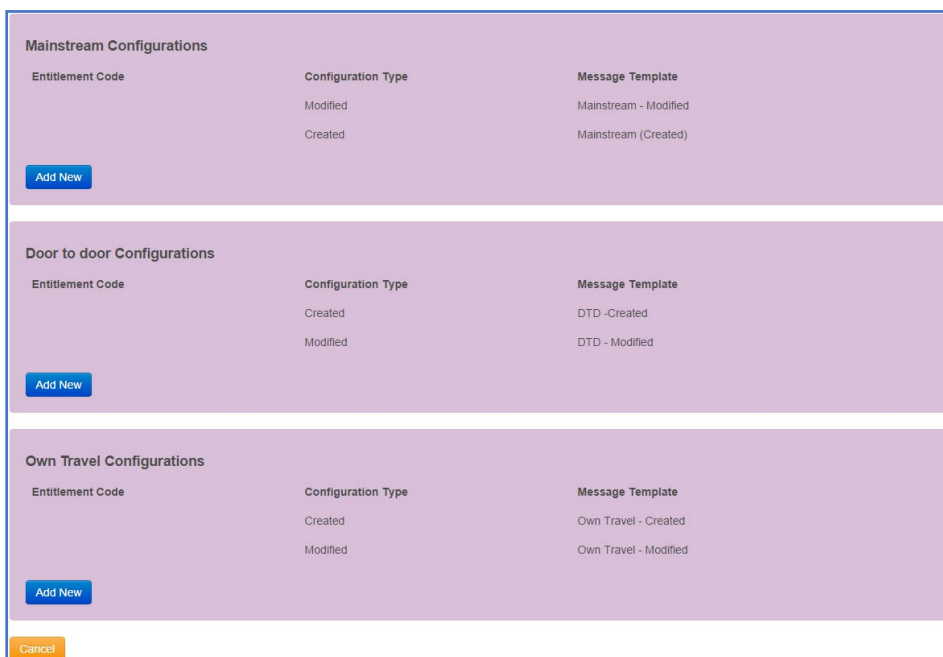 Mainstream Configurations
Entitlement Code Configuration Type Message Template
Modified Mainstream - Modified
Created Mainstream (Created)
Add New
Door to door Configurations
Entitlement Code Configuration Type Message Template
Created DTD -Created
Modified DTD - Modified
Add New
Own Travel Configurations
Entitlement Code Configuration Type Message Template
Created Own Travel - Created
Modified Own Travel - Modified
Add New
Cancel